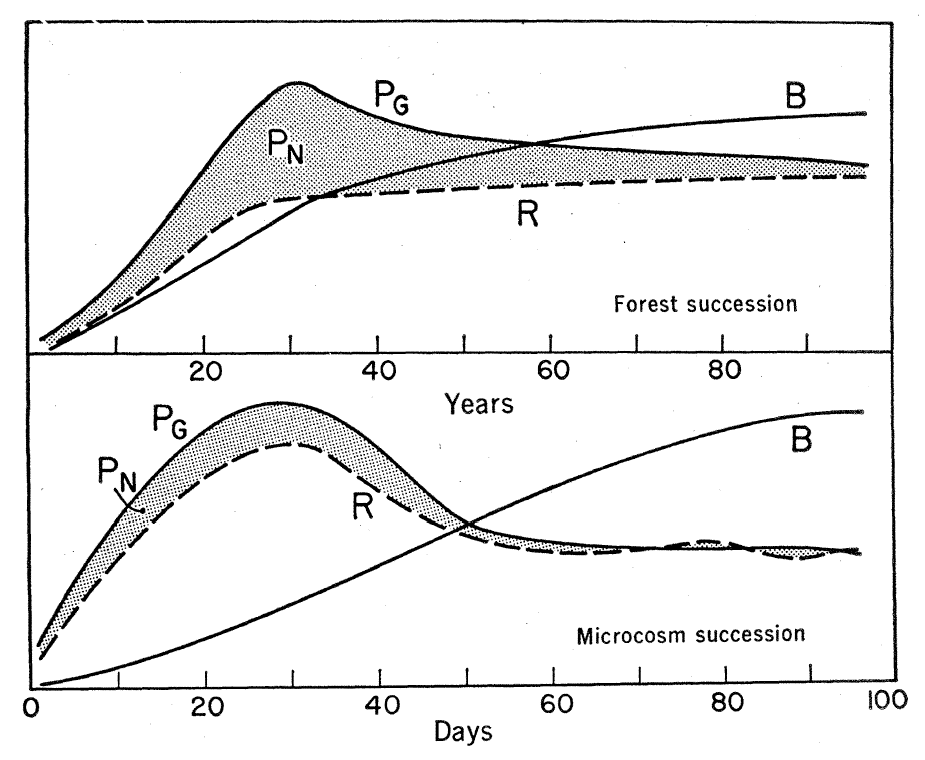 P_G
B
P_N
R
Forest succession
20 40 60 80
Years
P_G
B
P_N
R
Microcosm succession
0 20 40 60 80 100
Days